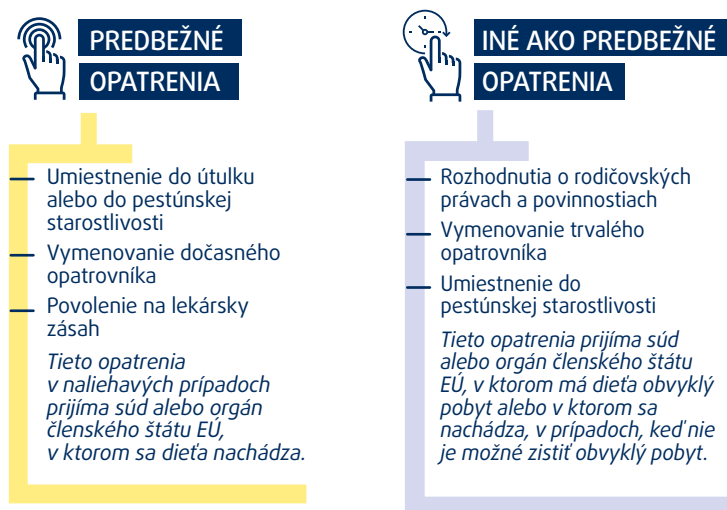 PREDBEŽNÉ
OPATRENIA
Umiestnenie do útulku
alebo do pestúnskej
starostlivosti
Vymenovanie dočasného
opatrovníka
Povolenie na lekársky
zásah
Tieto opatrenia
v naliehavých prípadoch
prijíma súd alebo orgán
členského štátu EÚ,
v ktorom sa dieťa nachádza.
INÉ AKO PREDBEŽNÉ
OPATRENIA
Rozhodnutia o rodičovských
právach a povinnostiach
Vymenovanie trvalého
opatrovníka
Umiestnenie do
pestúnskej starostlivosti
Tieto opatrenia prijíma súd
alebo orgán členského štátu
EÚ, v ktorom má dieťa obvyklý
pobyt alebo v ktorom sa
nachádza, v prípadoch, keď nie
je možné zistiť obvyklý pobyt.